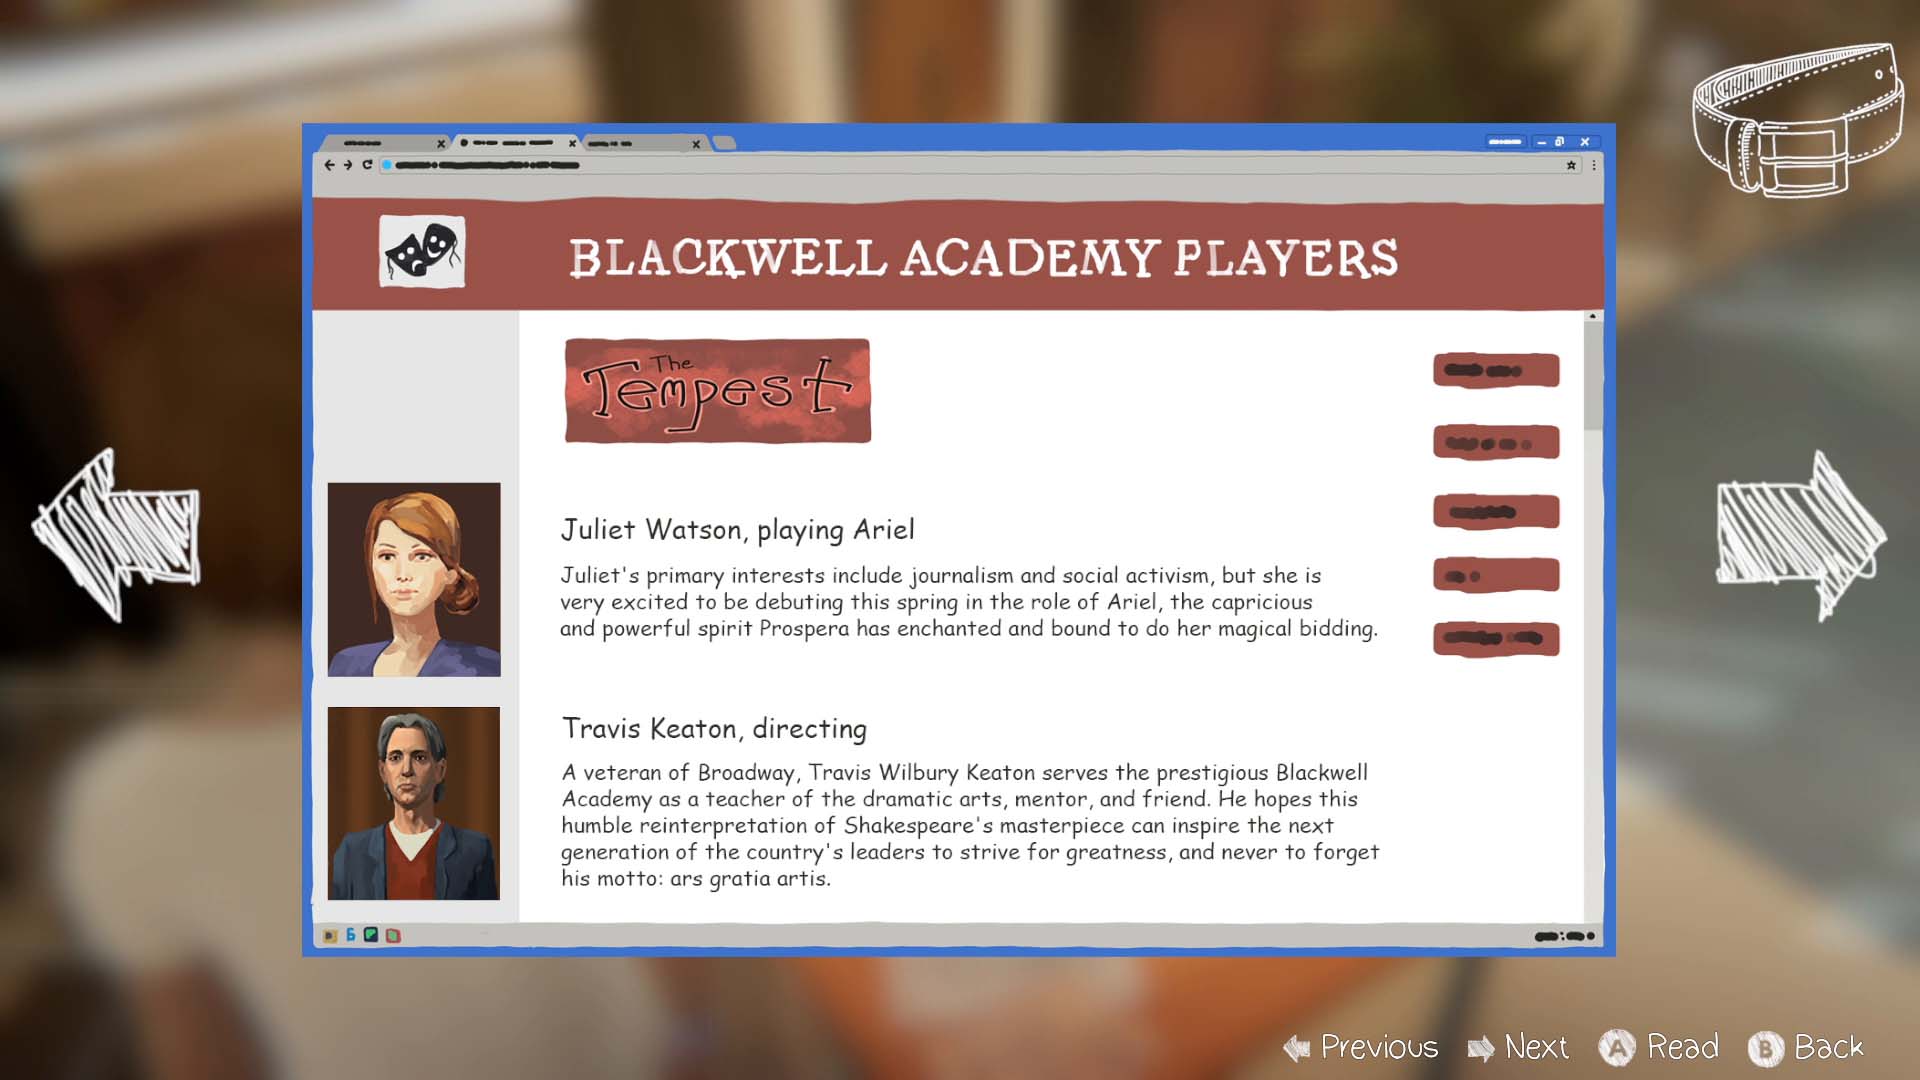 BLACKWELL ACADEMY PLAYERS
The
Tempest
Juliet Watson, playing Ariel
Juliet's primary interests include journalism and social activism, but she is
very excited to be debuting this spring in the role of Ariel, the capricious
and powerful spirit Prospera has enchanted and bound to do her magical bidding.
Travis Keaton, directing
A veteran of Broadway, Travis Wilbury Keaton serves the prestigious Blackwell
Academy as a teacher of the dramatic arts, mentor, and friend. He hopes this
humble reinterpretation of Shakespeare's masterpiece can inspire the next
generation of the country's leaders to strive for greatness, and never to forget
his motto: ars gratia artis.
Previous Next A Read B Back